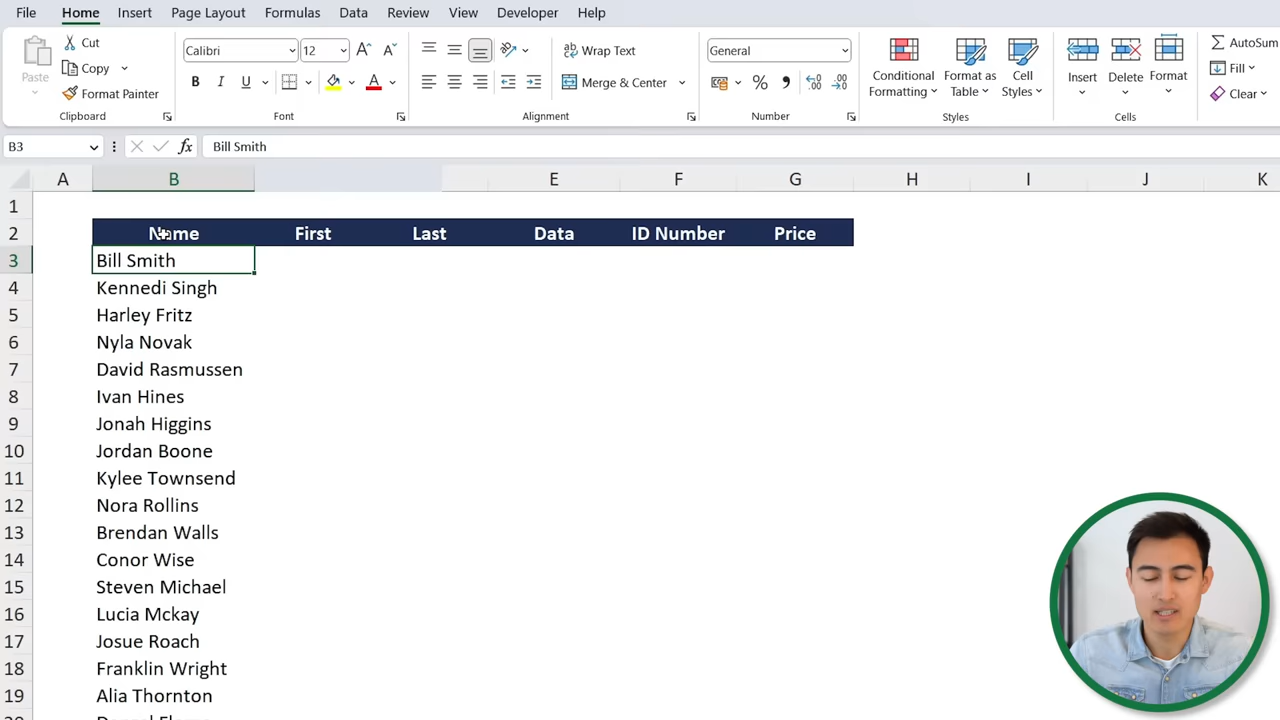 File Home Insert Page Layout Formulas Data Review View Developer Help
Paste
Cut
Copy
Format Painter
Clipboard
Calibri 12 A A
B I U A
Font
ab Wrap Text
Merge & Center
Alignment
General
% , .00
Number
Conditional Formatting
Format as Table
Cell Styles
Styles
Insert Delete Format
Cells
AutoSum
Fill
Clear
B3 fx Bill Smith
A B E F G H I J K
1
2 Name First Last Data ID Number Price
3 Bill Smith
4 Kennedi Singh
5 Harley Fritz
6 Nyla Novak
7 David Rasmussen
8 Ivan Hines
9 Jonah Higgins
10 Jordan Boone
11 Kylee Townsend
12 Nora Rollins
13 Brendan Walls
14 Conor Wise
15 Steven Michael
16 Lucia Mckay
17 Josue Roach
18 Franklin Wright
19 Alia Thornton